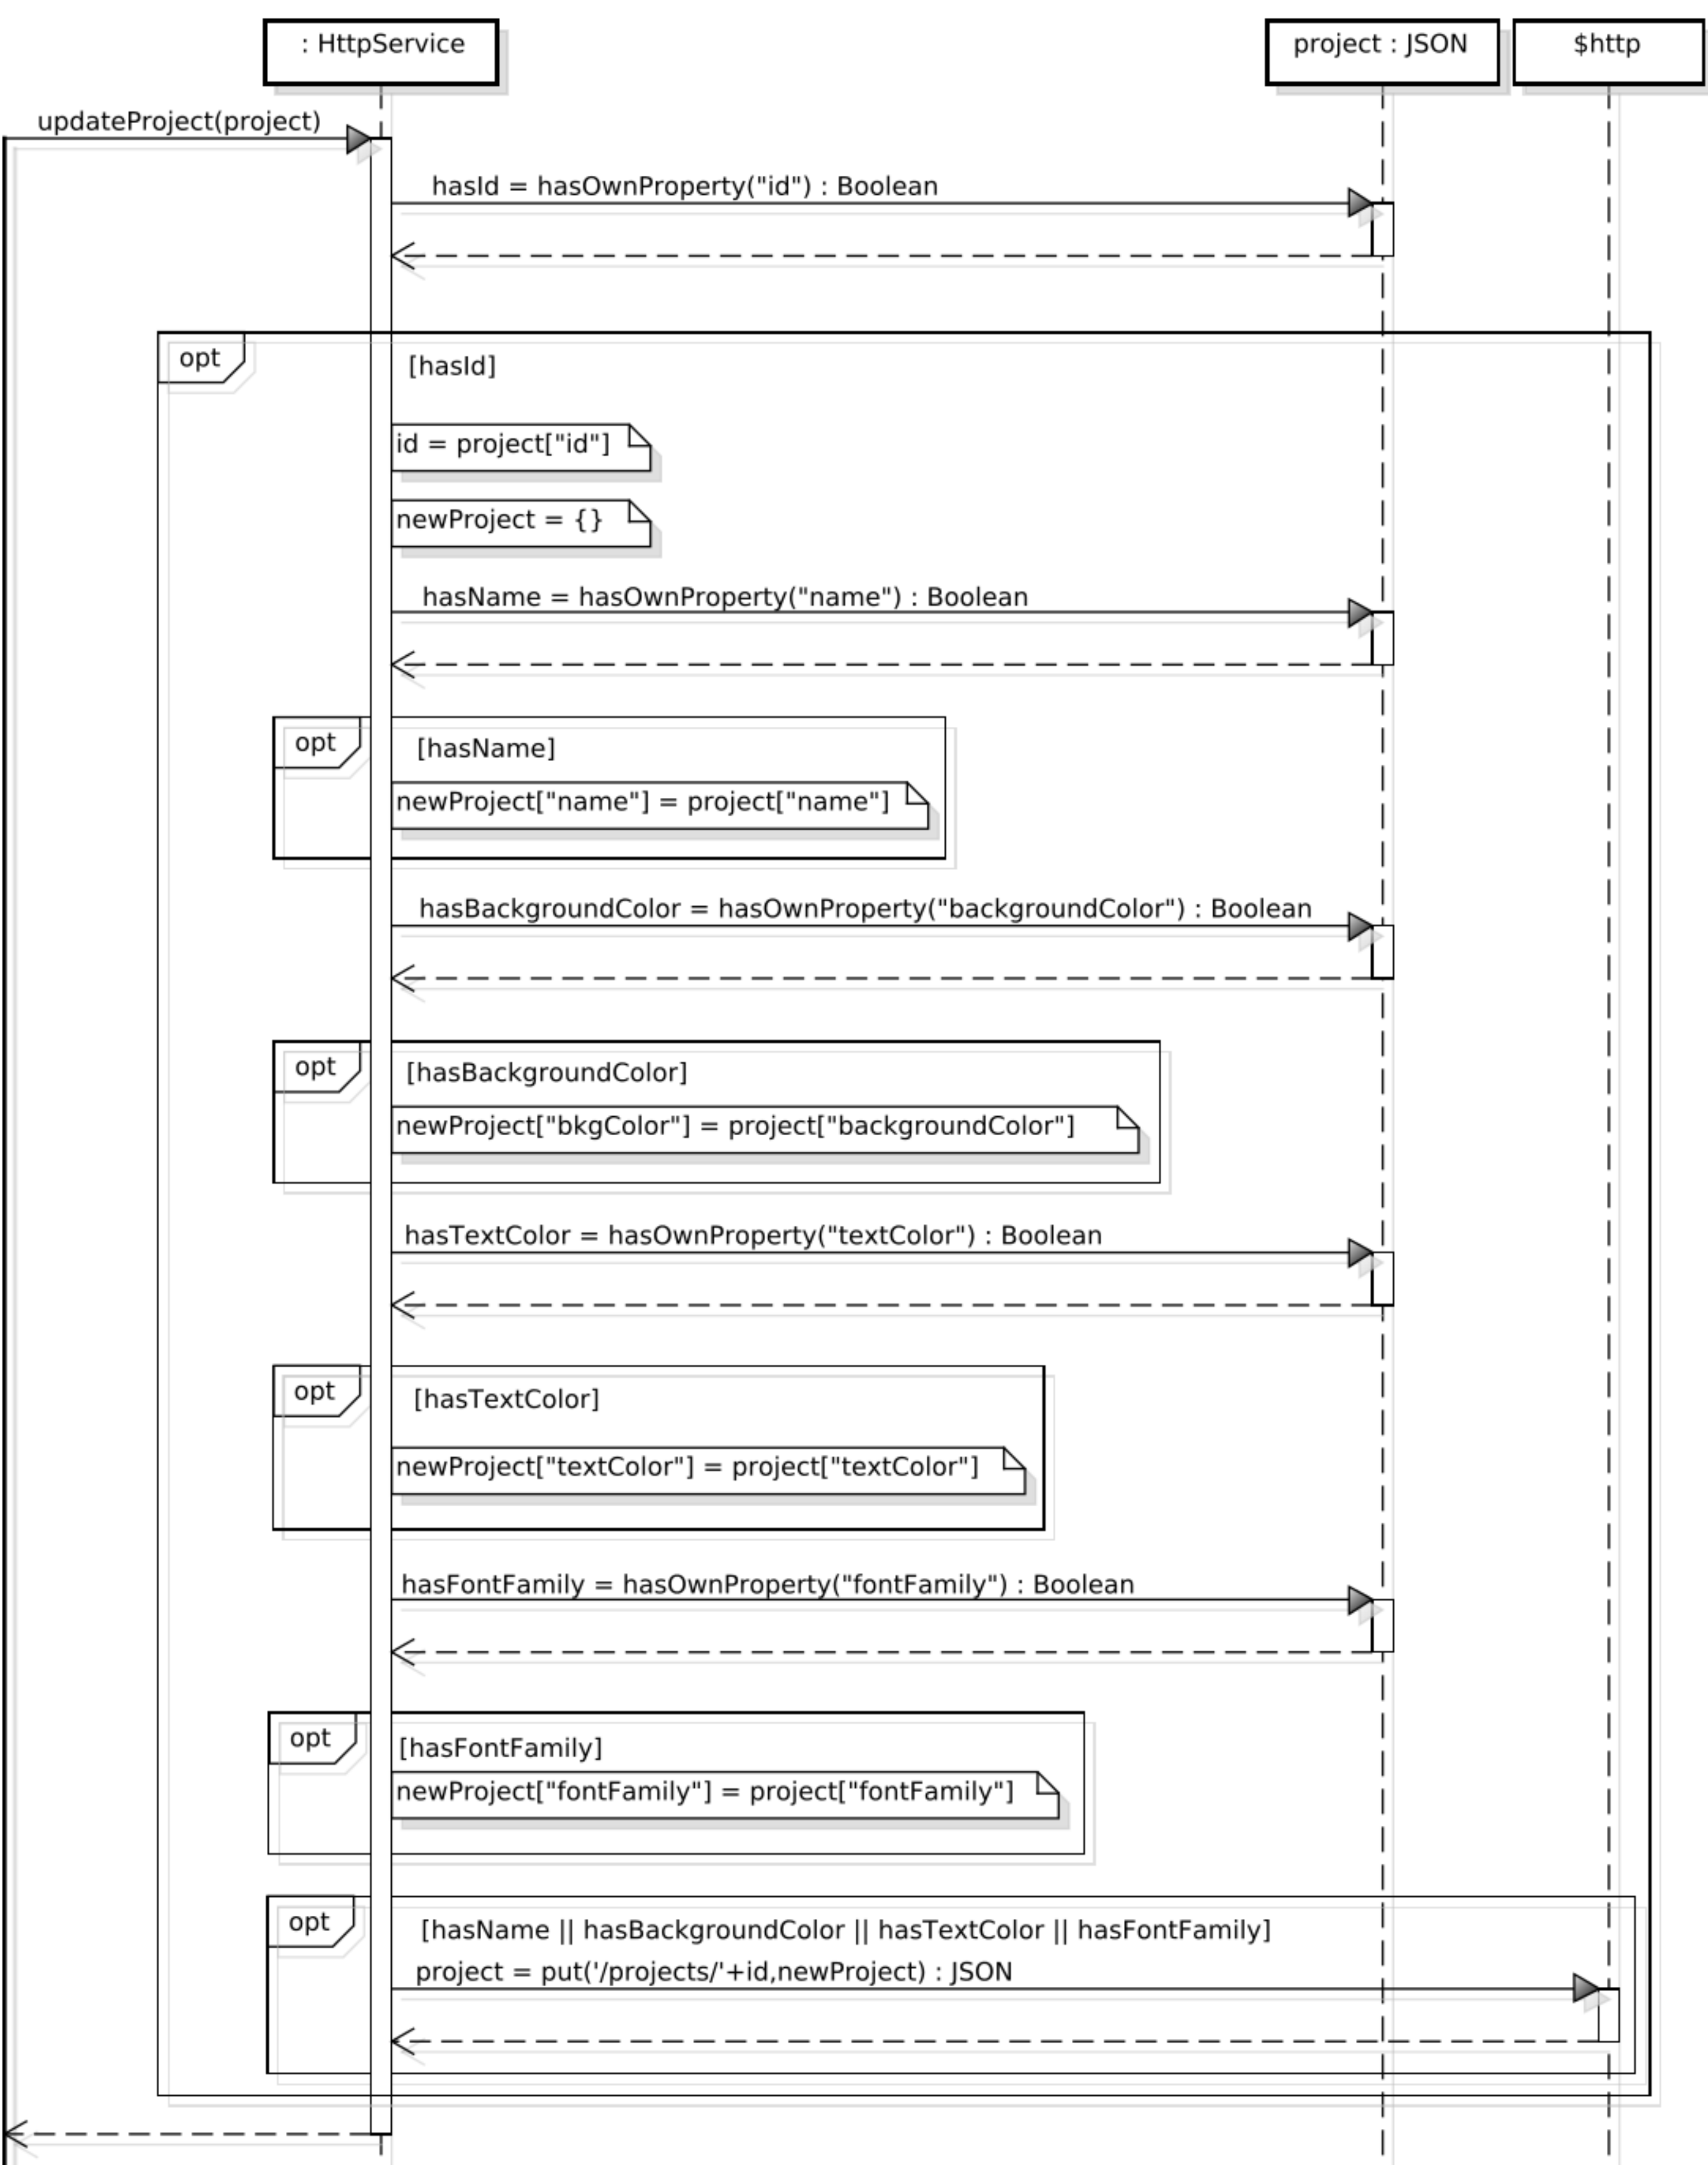 : HttpService
project : JSON
$http
updateProject(project)
hasId = hasOwnProperty("id") : Boolean
opt
[hasId]
id = project["id"]
newProject = {}
hasName = hasOwnProperty("name") : Boolean
opt
[hasName]
newProject["name"] = project["name"]
hasBackgroundColor = hasOwnProperty("backgroundColor") : Boolean
opt
[hasBackgroundColor]
newProject["bkgColor"] = project["backgroundColor"]
hasTextColor = hasOwnProperty("textColor") : Boolean
opt
[hasTextColor]
newProject["textColor"] = project["textColor"]
hasFontFamily = hasOwnProperty("fontFamily") : Boolean
opt
[hasFontFamily]
newProject["fontFamily"] = project["fontFamily"]
opt
[hasName || hasBackgroundColor || hasTextColor || hasFontFamily]
project = put('/projects/'+id,newProject) : JSON